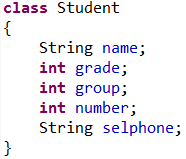 class Student
{
    String name;
    int grade;
    int group;
    int number;
    String selphone;
}